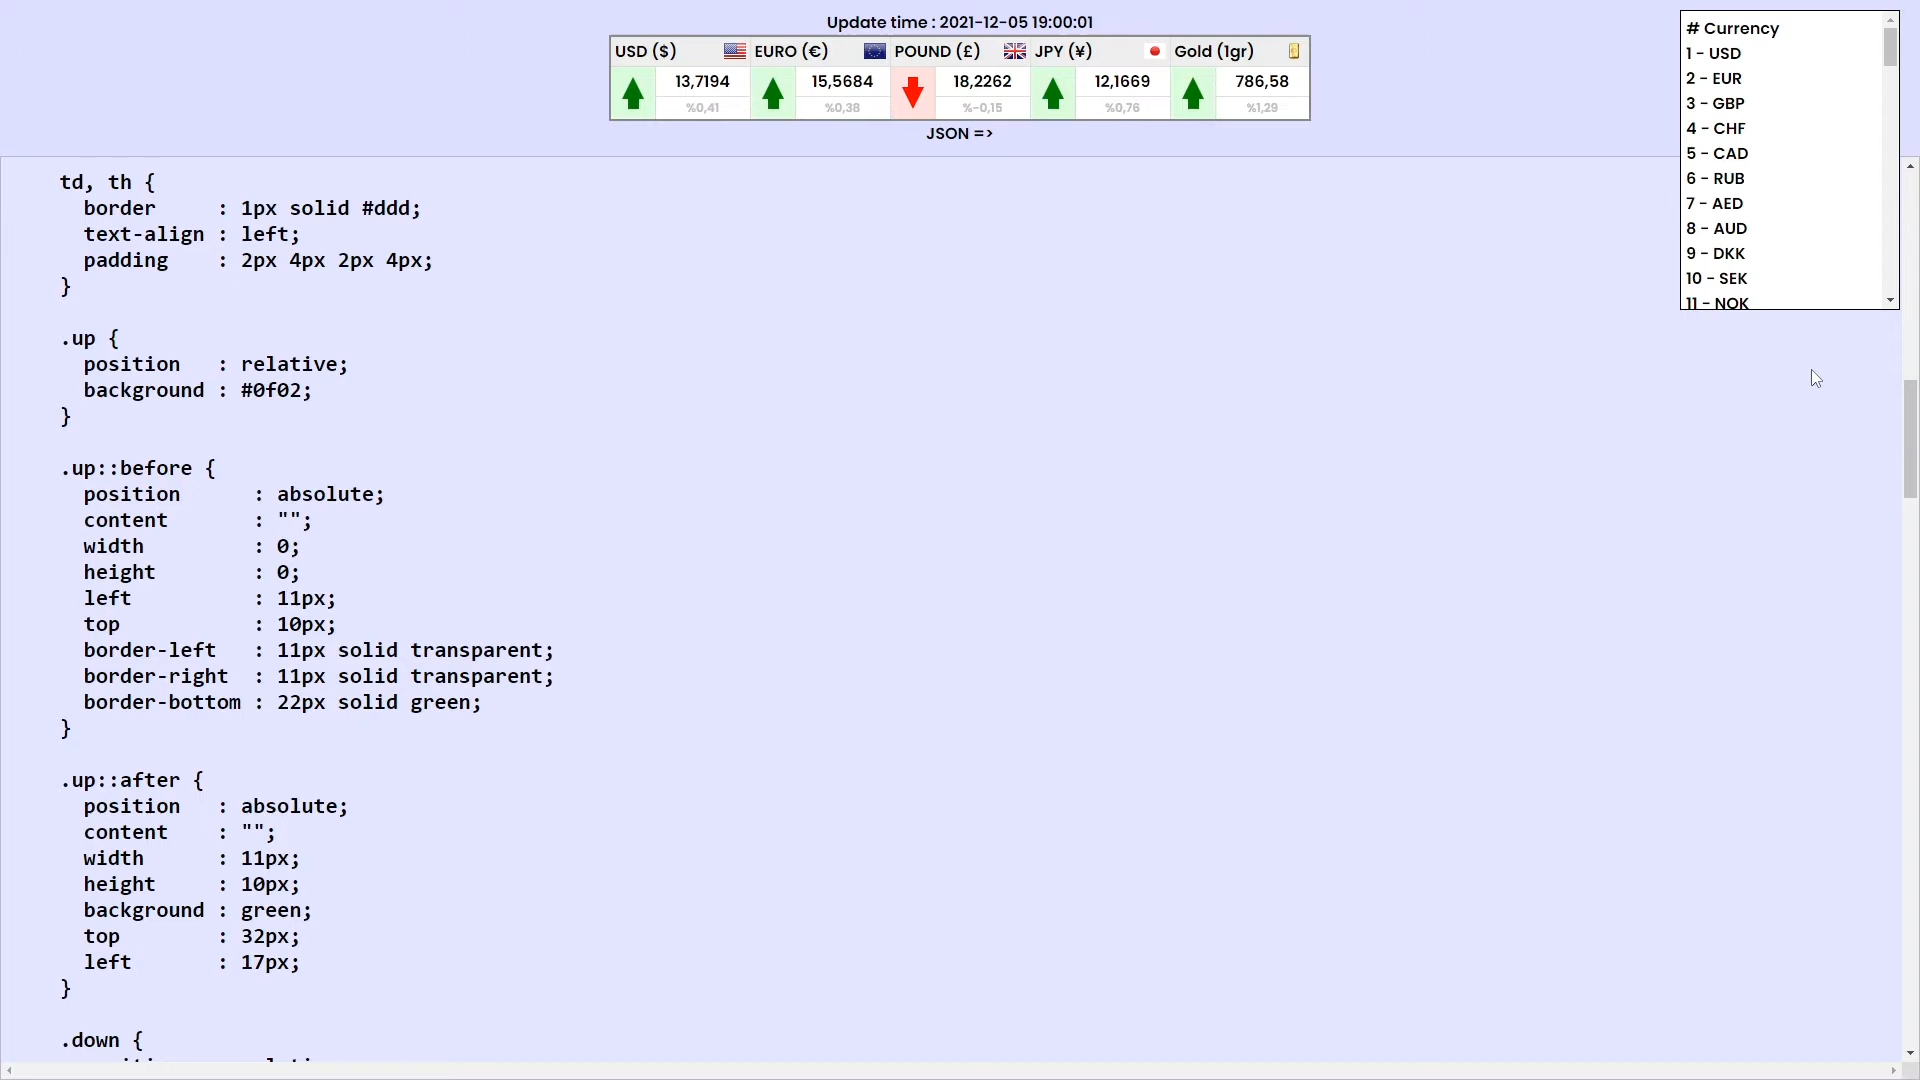 Update time : 2021-12-05 19:00:01
USD ($) EURO (€) POUND (£) JPY (¥) Gold (1gr)
13,7194 15,5684 18,2262 12,1669 786,58
%0,41 %0,38 %-0,15 %0,76 %1,29
JSON =>
# Currency
1 - USD
2 - EUR
3 - GBP
4 - CHF
5 - CAD
6 - RUB
7 - AED
8 - AUD
9 - DKK
10 - SEK
11 - NOK
td, th {
border : 1px solid #ddd;
text-align : left;
padding : 2px 4px 2px 4px;
}
.up {
position : relative;
background : #0f02;
}
.up::before {
position : absolute;
content : "";
width : 0;
height : 0;
left : 11px;
top : 10px;
border-left : 11px solid transparent;
border-right : 11px solid transparent;
border-bottom : 22px solid green;
}
.up::after {
position : absolute;
content : "";
width : 11px;
height : 10px;
background : green;
top : 32px;
left : 17px;
}
.down {